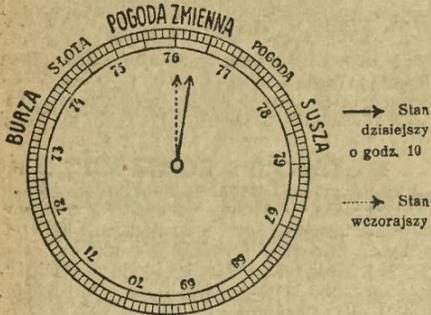 POGODA ZMIENNA
SŁOTA
POGODA
BURZA
SUSZA
76
75
77
74
78
73
79
72
67
71
68
70
69
Stan
dzisiejszy
o godz. 10
Stan
wczorajszy